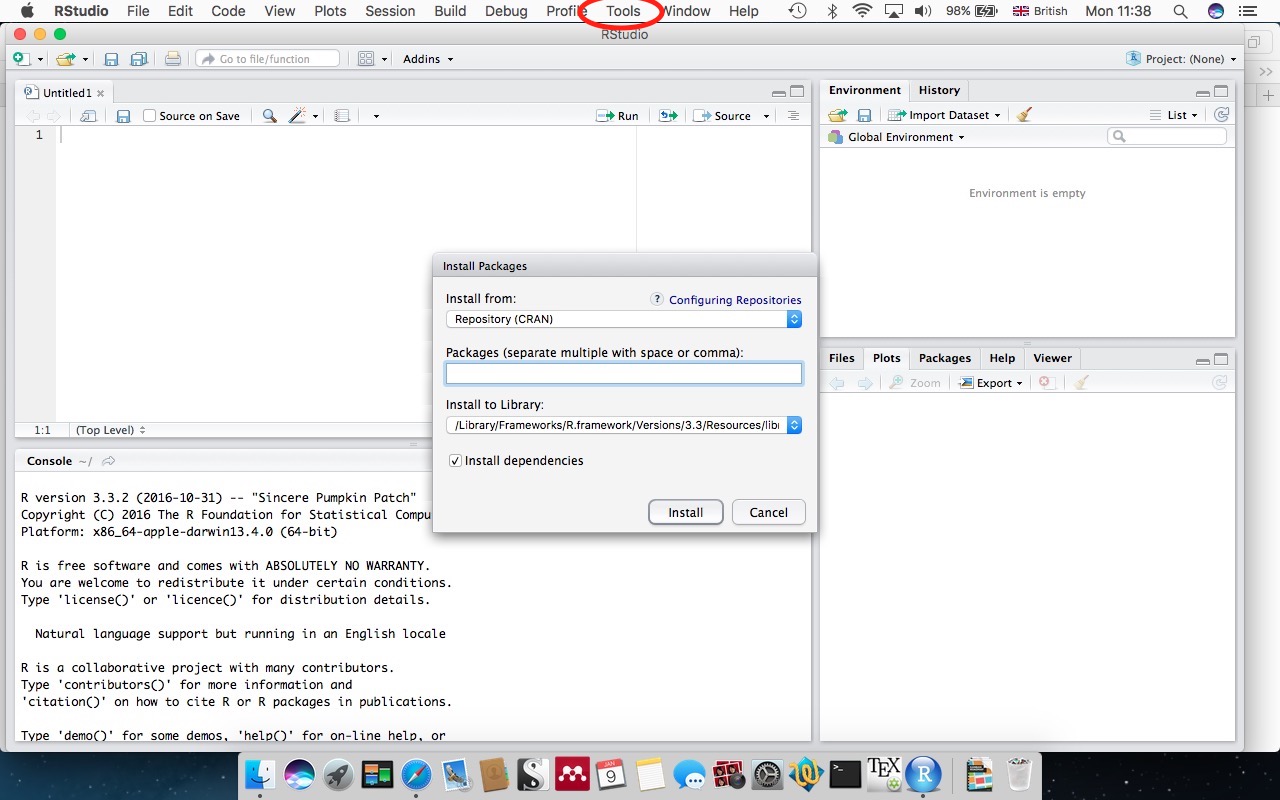 RStudio File Edit Code View Plots Session Build Debug Profile Tools Window Help 98% British Mon 11:38
RStudio
Go to file/function Addins Project: (None)
Untitled1
Source on Save Run Source
1
1:1 (Top Level)
Environment History
Import Dataset List
Global Environment
Environment is empty
Install Packages
Install from: ? Configuring Repositories
Repository (CRAN)
Packages (separate multiple with space or comma):
Install to Library:
/Library/Frameworks/R.framework/Versions/3.3/Resources/libr
Install dependencies
Install Cancel
Files Plots Packages Help Viewer
Zoom Export
Console ~/
R version 3.3.2 (2016-10-31) -- "Sincere Pumpkin Patch"
Copyright (C) 2016 The R Foundation for Statistical Compu
Platform: x86_64-apple-darwin13.4.0 (64-bit)
R is free software and comes with ABSOLUTELY NO WARRANTY.
You are welcome to redistribute it under certain conditions.
Type 'license()' or 'licence()' for distribution details.
Natural language support but running in an English locale
R is a collaborative project with many contributors.
Type 'contributors()' for more information and
'citation()' on how to cite R or R packages in publications.
Type 'demo()' for some demos, 'help()' for on-line help, or
JAN
9
TEX
R